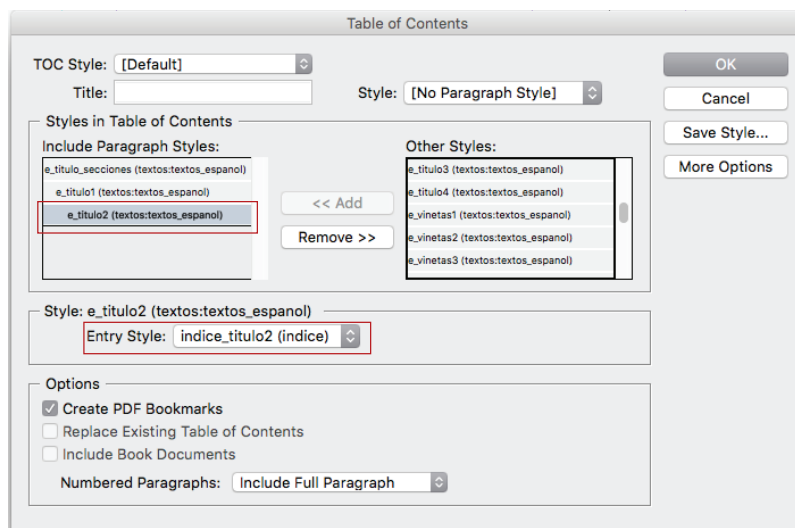 Table of Contents
TOC Style: [Default]
OK
Title:
Style: [No Paragraph Style]
Cancel
Styles in Table of Contents
Save Style...
Include Paragraph Styles:
Other Styles:
More Options
e_titulo_secciones (textos:textos_espanol)
e_titulo1 (textos:textos_espanol)
e_titulo2 (textos:textos_espanol)
<< Add
Remove >>
e_titulo3 (textos:textos_espanol)
e_titulo4 (textos:textos_espanol)
e_vinetas1 (textos:textos_espanol)
e_vinetas2 (textos:textos_espanol)
e_vinetas3 (textos:textos_espanol)
Style: e_titulo2 (textos:textos_espanol)
Entry Style: indice_titulo2 (indice)
Options
Create PDF Bookmarks
Replace Existing Table of Contents
Include Book Documents
Numbered Paragraphs: Include Full Paragraph